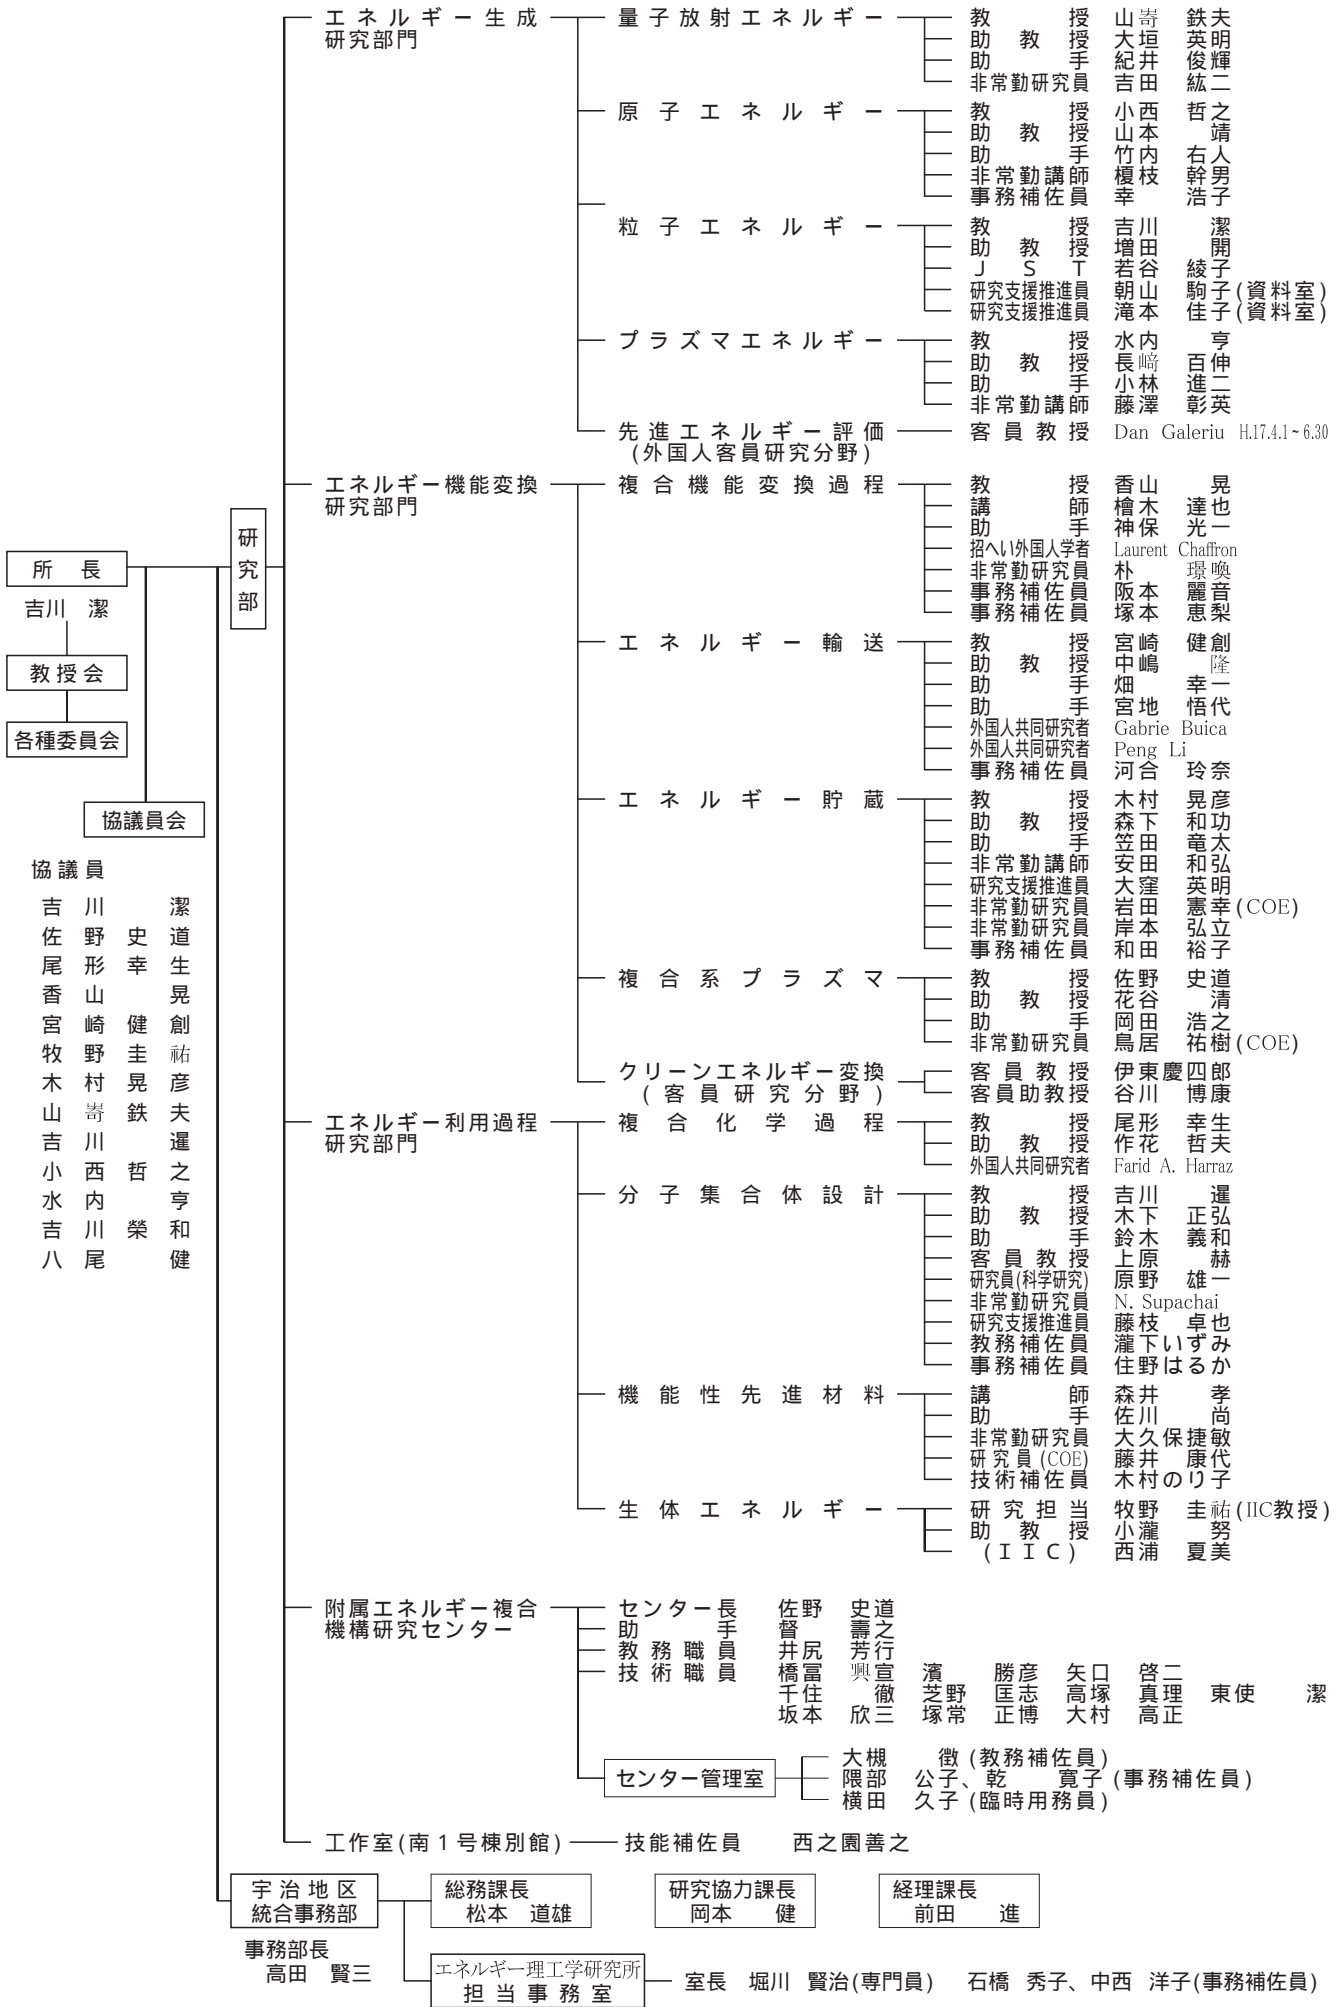 所長
吉川 潔
教授会
各種委員会
協議員会
協議員
吉川 潔
佐野史道
尾形幸生
香山 晃
宮崎健創
牧野圭祐
木村晃彦
山嵜鉄夫
吉川 暹
小西哲之
水内 亨
吉川榮和
八尾 健
研究部
エネルギー生成
研究部門
量子放射エネルギー
教授 山嵜 鉄夫
助教授 大垣 英明
助手 紀井 俊輝
非常勤研究員 吉田 紘二
原子エネルギー
教授 小西 哲之
助教授 山本 靖
助手 竹内 右人
非常勤講師 榎枝 幹男
事務補佐員 幸 浩子
粒子エネルギー
教授 吉川 潔
助教授 増田 開
JST 若谷 綾子
研究支援推進員 朝山 駒子(資料室)
研究支援推進員 滝本 佳子(資料室)
プラズマエネルギー
教授 水内 亨
助教授 長﨑 百伸
助手 小林 進二
非常勤講師 藤澤 彰英
先進エネルギー評価
(外国人客員研究分野)
客員教授 Dan Galeriu H.17.4.1~6.30
エネルギー機能変換
研究部門
複合機能変換過程
教授 香山 晃
講師 檜木 達也
助手 神保 光一
招へい外国人学者 Laurent Chaffron
非常勤研究員 朴 璟喚
事務補佐員 阪本 麗音
事務補佐員 塚本 恵梨
エネルギー輸送
教授 宮崎 健創
助教授 中嶋 隆
助手 畑 幸一
助手 宮地 悟代
外国人共同研究者 Gabrie Buica
外国人共同研究者 Peng Li
事務補佐員 河合 玲奈
エネルギー貯蔵
教授 木村 晃彦
助教授 森下 和功
助手 笠田 竜太
非常勤講師 安田 和弘
研究支援推進員 大窪 英明
非常勤研究員 岩田 憲幸(COE)
非常勤研究員 岸本 弘立
事務補佐員 和田 裕子
複合系プラズマ
教授 佐野 史道
助教授 花谷 清
助手 岡田 浩之
非常勤研究員 鳥居 祐樹(COE)
クリーンエネルギー変換
(客員研究分野)
客員教授 伊東慶四郎
客員助教授 谷川 博康
エネルギー利用過程
研究部門
複合化学過程
教授 尾形 幸生
助教授 作花 哲夫
外国人共同研究者 Farid A. Harraz
分子集合体設計
教授 吉川 暹
助教授 木下 正弘
助手 鈴木 義和
客員教授 上原 赫
研究員(科学研究) 原野 雄一
非常勤研究員 N. Supachai
研究支援推進員 藤枝 卓也
教務補佐員 瀧下いずみ
事務補佐員 住野はるか
機能性先進材料
講師 森井 孝
助手 佐川 尚
非常勤研究員 大久保捷敏
研究員(COE) 藤井 康代
技術補佐員 木村のり子
生体エネルギー
研究担当 牧野 圭祐(IIC教授)
助教授 小瀧 努
(IIC) 西浦 夏美
附属エネルギー複合
機構研究センター
センター長 佐野 史道
助手 督 壽之
教務職員 井尻 芳行
技術職員 橋冨 興宣 濱 勝彦 矢口 啓二
千住 徹 芝野 匡志 高塚 真理 東使 潔
坂本 欣三 塚常 正博 大村 高正
センター管理室
大槻 徴(教務補佐員)
隈部 公子、乾 寛子(事務補佐員)
横田 久子(臨時用務員)
工作室(南1号棟別館) 技能補佐員 西之園善之
宇治地区
統合事務部
事務部長
高田 賢三
総務課長
松本 道雄
研究協力課長
岡本 健
経理課長
前田 進
エネルギー理工学研究所
担当事務室
室長 堀川 賢治(専門員) 石橋 秀子、中西 洋子(事務補佐員)